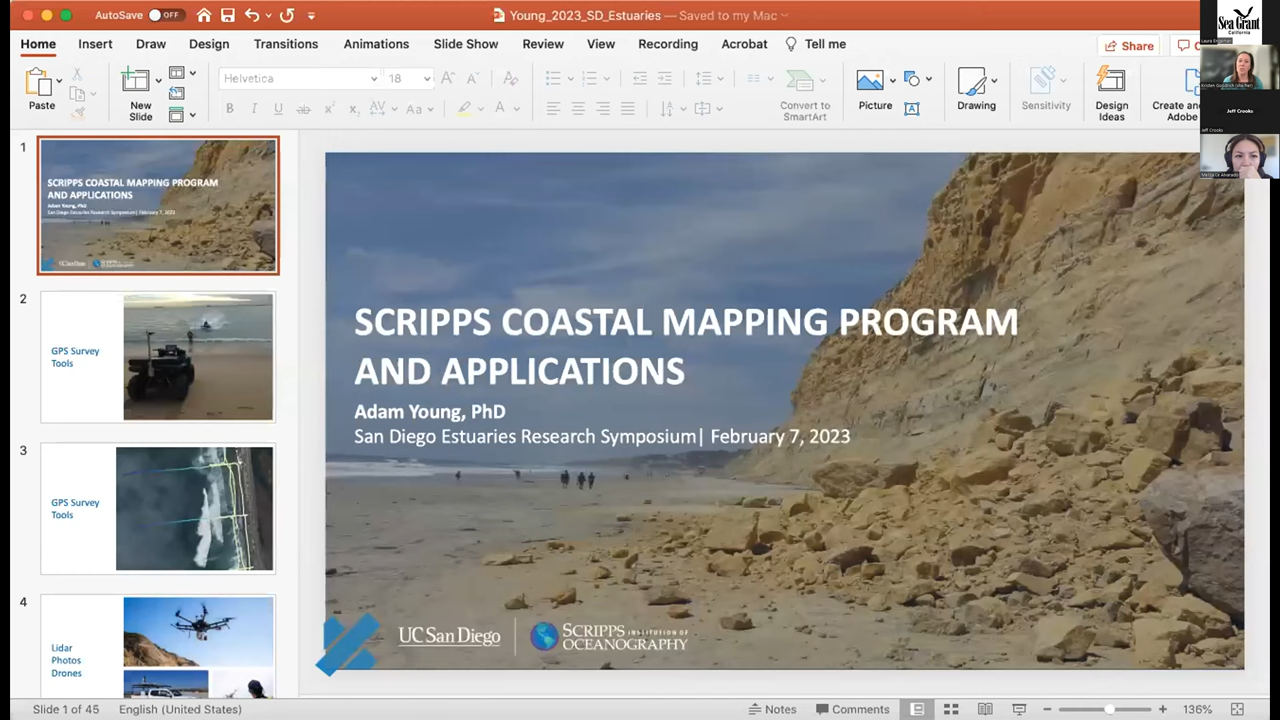 AutoSave OFF
Young_2023_SD_Estuaries — Saved to my Mac
Home Insert Draw Design Transitions Animations Slide Show Review View Recording Acrobat Tell me
Share
Paste
New
Slide
Helvetica 18
Convert to
SmartArt
Picture
Drawing
Sensitivity
Design
Ideas
Create and
Adobe
Sea Grant
California
Jeff Crooks
Jeff Crooks
1
SCRIPPS COASTAL MAPPING PROGRAM
AND APPLICATIONS
Adam Young, PhD
San Diego Estuaries Research Symposium| February 7, 2023
2
GPS Survey
Tools
3
GPS Survey
Tools
4
Lidar
Photos
Drones
SCRIPPS COASTAL MAPPING PROGRAM
AND APPLICATIONS
Adam Young, PhD
San Diego Estuaries Research Symposium| February 7, 2023
UC San Diego
SCRIPPS INSTITUTION OF
OCEANOGRAPHY
Slide 1 of 45 English (United States)
Notes Comments 136%